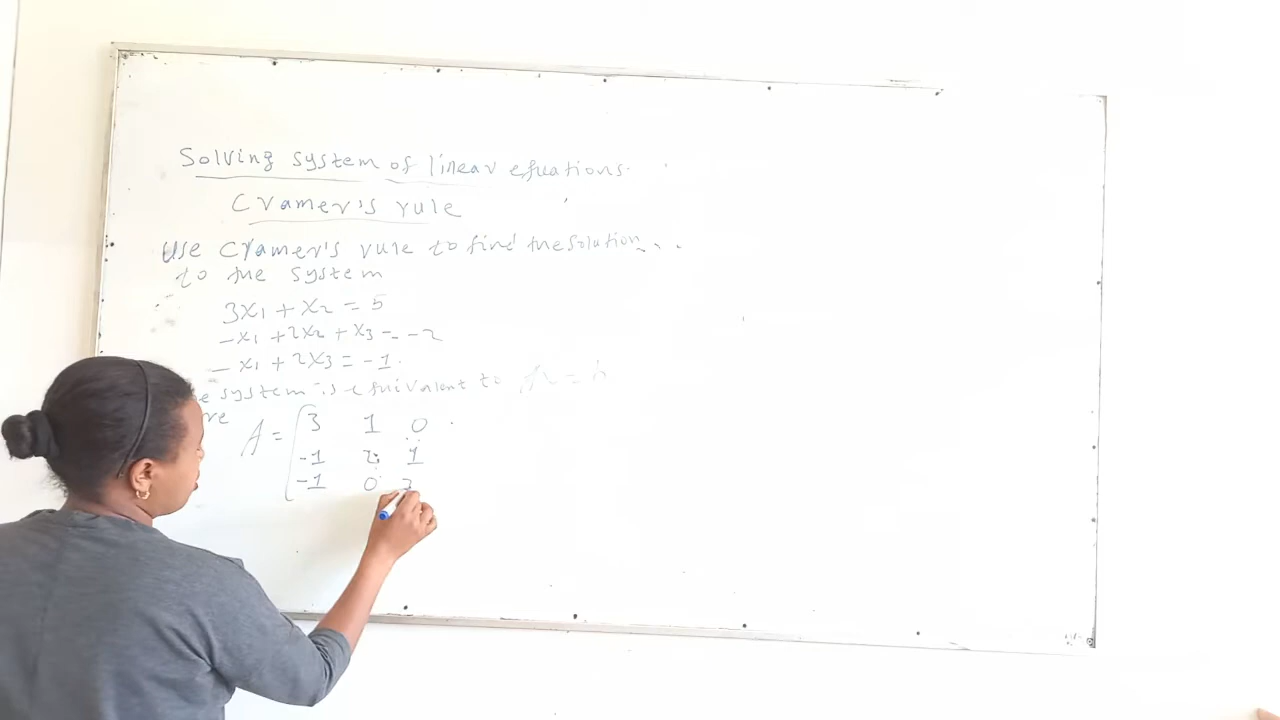 Solving system of linear equations.
Cramer's rule
Use Cramer's rule to find the solution...
to the system
3x₁ + x₂ = 5
-x₁ + 2x₂ + x₃ = -2
-x₁ + 2x₃ = -1.
system is equivalent to Ax = b
A = [3 1 0
-1 2 1
-1 0 2